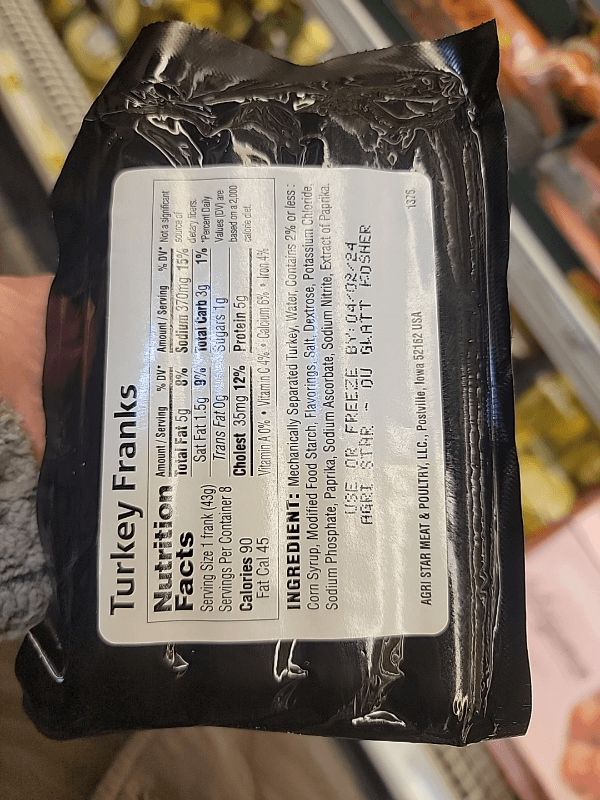 Turkey Franks
Nutrition
Facts
Serving Size 1 frank (43g)
Servings Per Container 8
Calories 90
Fat Cal 45
Amount / Serving % DV*
Total Fat 5g 8%
Sat Fat 1.5g 9%
Trans Fat 0g
Cholest 35mg 12%
Amount / Serving % DV*
Sodium 370mg 15%
Total Carb 3g 1%
Sugars 1g
Protein 5g
Vitamin A 0% • Vitamin C 4% • Calcium 6% • Iron 4%
Not a significant
source of
dietary fibers.
*Percent Daily
Values (DV) are
based on a 2,000
calorie diet.
INGREDIENT: Mechanically Separated Turkey, Water. Contains 2% or less :
Corn Syrup, Modified Food Starch, Flavorings, Salt, Dextrose, Potassium Chloride,
Sodium Phosphate, Paprika, Sodium Ascorbate, Sodium Nitrite, Extract of Paprika.
USE OR FREEZE BY:04/02/24
AGRI STAR - OU GLATT KOSHER
AGRI STAR MEAT & POULTRY, LLC., Postville, Iowa 52162 USA
1376